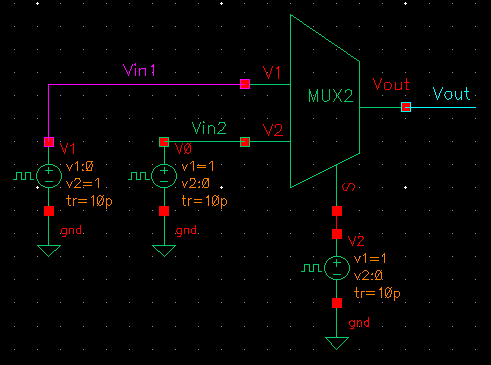 Vin1
V1
MUX2
Vout
Vout
Vin2
V2
V1
v1:0
v2=1
tr=10p
gnd
V0
v1=1
v2:0
tr=10p
gnd
S
V2
v1=1
v2:0
tr=10p
gnd